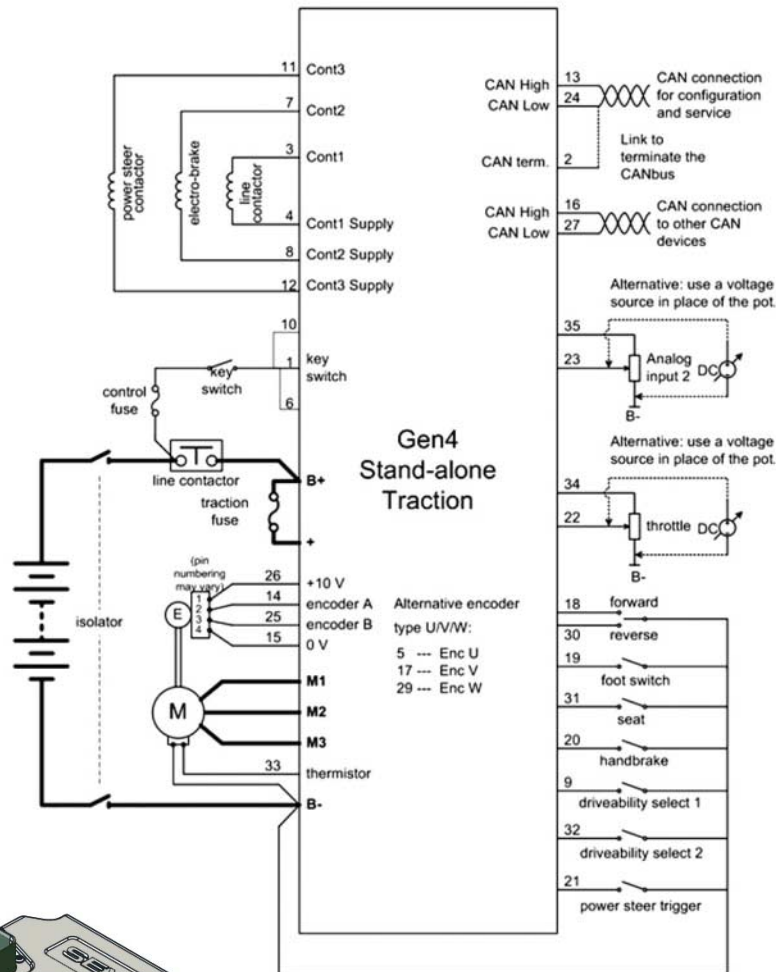 11 Cont3
7 Cont2
3 Cont1
4 Cont1 Supply
8 Cont2 Supply
12 Cont3 Supply
power steer
contactor
electro-brake
line
contactor
10
1 key
switch
6
key
switch
control
fuse
line contactor
B+
traction
fuse
+
isolator
(pin
numbering
may vary)
1
2
3
4
E
26 +10 V
14 encoder A
25 encoder B
15 0 V
M
M1
M2
M3
33 thermistor
B-
Gen4
Stand-alone
Traction
Alternative encoder
type U/V/W:
5 --- Enc U
17 --- Enc V
29 --- Enc W
CAN High 13
CAN Low 24
CAN term. 2
CAN High 16
CAN Low 27
CAN connection
for configuration
and service
Link to
terminate the
CANbus
CAN connection
to other CAN
devices
Alternative: use a voltage
source in place of the pot.
35
23
Analog
input 2
DC
B-
Alternative: use a voltage
source in place of the pot.
34
22
throttle
DC
B-
18 forward
30 reverse
19
foot switch
31
seat
20
handbrake
9
driveability select 1
32
driveability select 2
21
power steer trigger